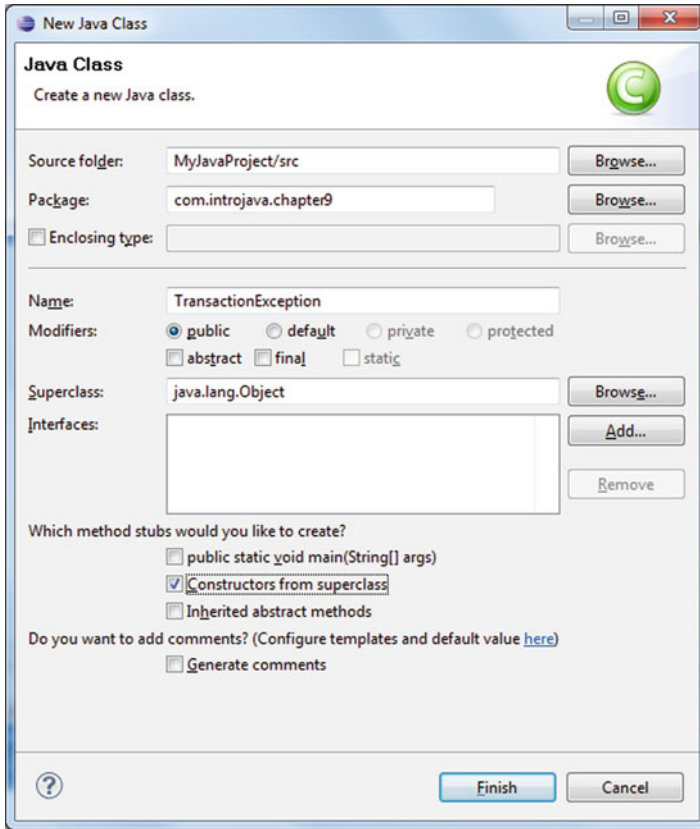 New Java Class
Java Class
Create a new Java class.
C
Source folder: MyJavaProject/src Browse...
Package: com.introjava.chapter9 Browse...
Enclosing type: Browse...
Name: TransactionException
Modifiers: public default private protected
abstract final static
Superclass: java.lang.Object Browse...
Interfaces: Add...
Remove
Which method stubs would you like to create?
public static void main(String[] args)
Constructors from superclass
Inherited abstract methods
Do you want to add comments? (Configure templates and default value here)
Generate comments
? Finish Cancel